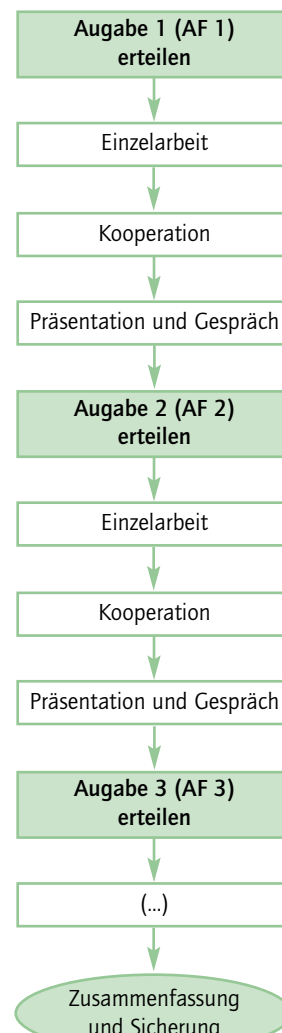 Augabe 1 (AF 1)
erteilen
Einzelarbeit
Kooperation
Präsentation und Gespräch
Augabe 2 (AF 2)
erteilen
Einzelarbeit
Kooperation
Präsentation und Gespräch
Augabe 3 (AF 3)
erteilen
(...)
Zusammenfassung
und Sicherung